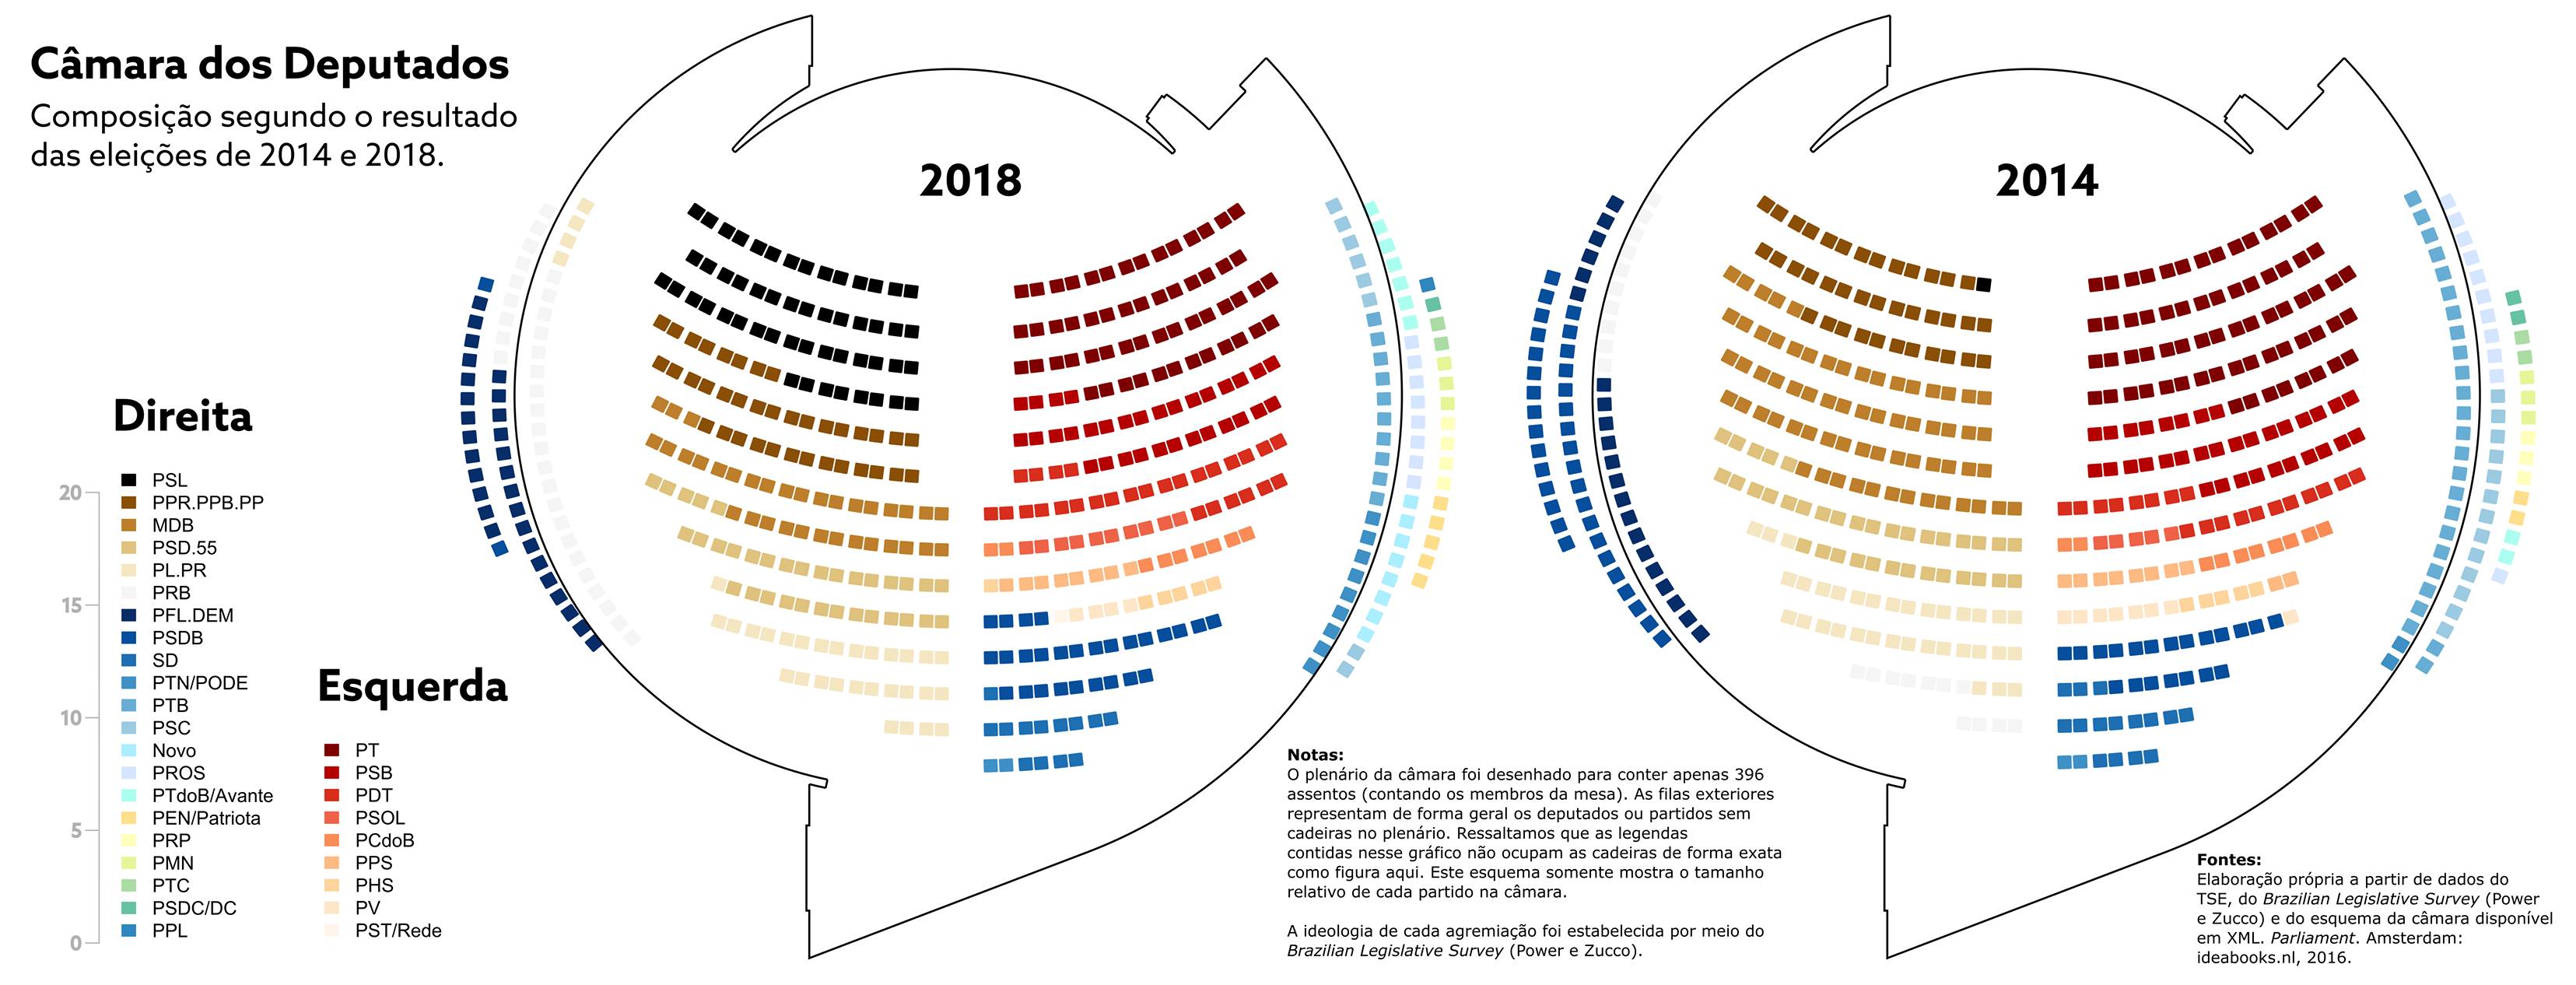 Câmara dos Deputados
Composição segundo o resultado
das eleições de 2014 e 2018.
2018
2014
Direita
PSL
PPR.PPB.PP
MDB
PSD.55
PL.PR
PRB
PFL.DEM
PSDB
SD
PTN/PODE
PTB
PSC
Novo
PROS
PTdoB/Avante
PEN/Patriota
PRP
PMN
PTC
PSDC/DC
PPL
20
15
10
5
0
Esquerda
PT
PSB
PDT
PSOL
PCdoB
PPS
PHS
PV
PST/Rede
Notas:
O plenário da câmara foi desenhado para conter apenas 396
assentos (contando os membros da mesa). As filas exteriores
representam de forma geral os deputados ou partidos sem
cadeiras no plenário. Ressaltamos que as legendas
contidas nesse gráfico não ocupam as cadeiras de forma exata
como figura aqui. Este esquema somente mostra o tamanho
relativo de cada partido na câmara.
A ideologia de cada agremiação foi estabelecida por meio do
Brazilian Legislative Survey (Power e Zucco).
Fontes:
Elaboração própria a partir de dados do
TSE, do Brazilian Legislative Survey (Power
e Zucco) e do esquema da câmara disponível
em XML. Parliament. Amsterdam:
ideabooks.nl, 2016.